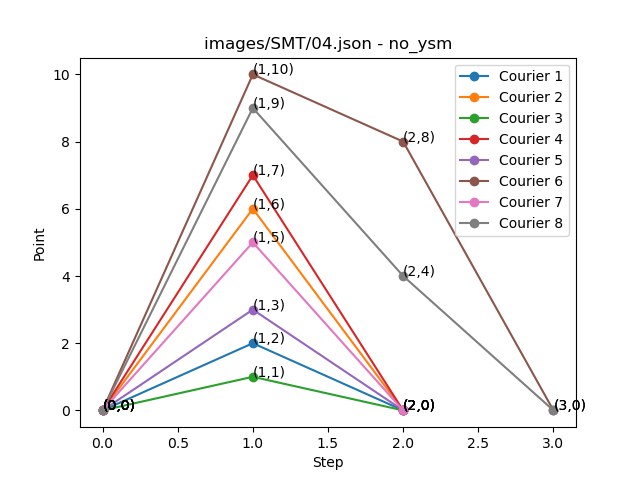 images/SMT/04.json - no_ysm
Point
10
8
6
4
2
0
(1,10)
(1,9)
(2,8)
(1,7)
(1,6)
(1,5)
(2,4)
(1,3)
(1,2)
(1,1)
(0,0)
(2,0)
(3,0)
Courier 1
Courier 2
Courier 3
Courier 4
Courier 5
Courier 6
Courier 7
Courier 8
0.0 0.5 1.0 1.5 2.0 2.5 3.0
Step